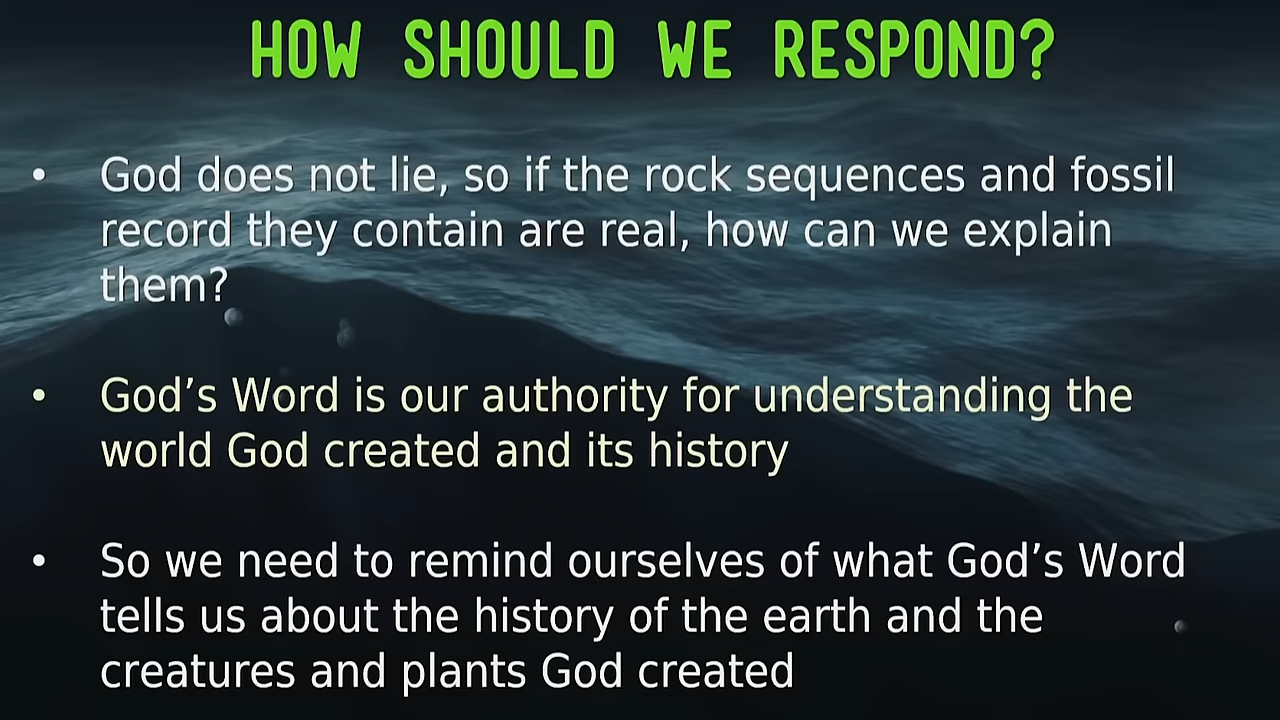 HOW SHOULD WE RESPOND?
• God does not lie, so if the rock sequences and fossil
record they contain are real, how can we explain
them?
• God’s Word is our authority for understanding the
world God created and its history
• So we need to remind ourselves of what God’s Word
tells us about the history of the earth and the
creatures and plants God created